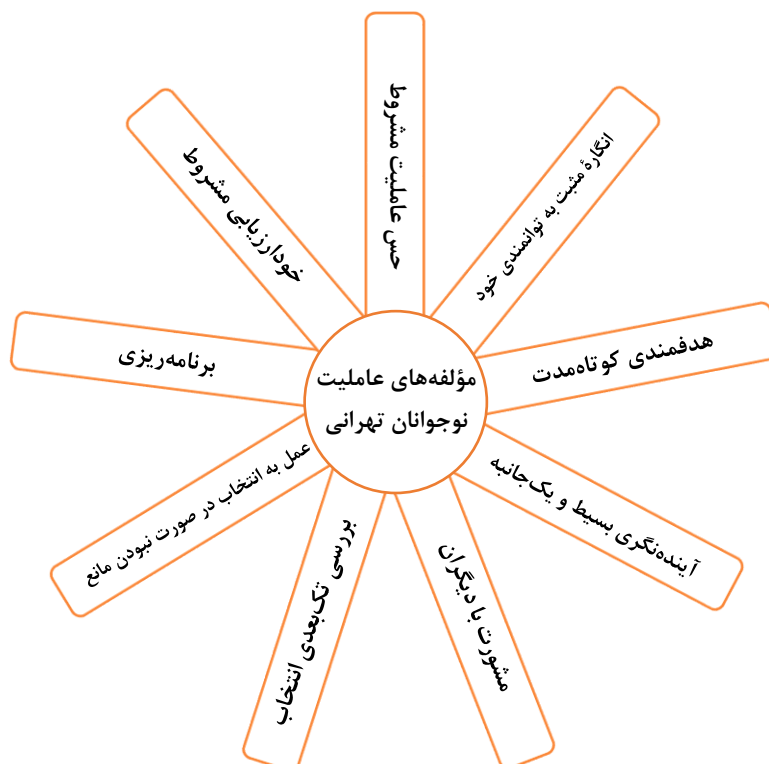 مؤلفه‌های عاملیت
نوجوانان تهرانی
حس عاملیت مشروط
انگارهٔ مثبت به توانمندی خود
هدفمندی کوتاه‌مدت
آینده‌نگری بسیط و یک‌جانبه
مشورت با دیگران
بررسی تک‌بعدی انتخاب
عمل به انتخاب در صورت نبودن مانع
برنامه‌ریزی
خودارزیابی مشروط